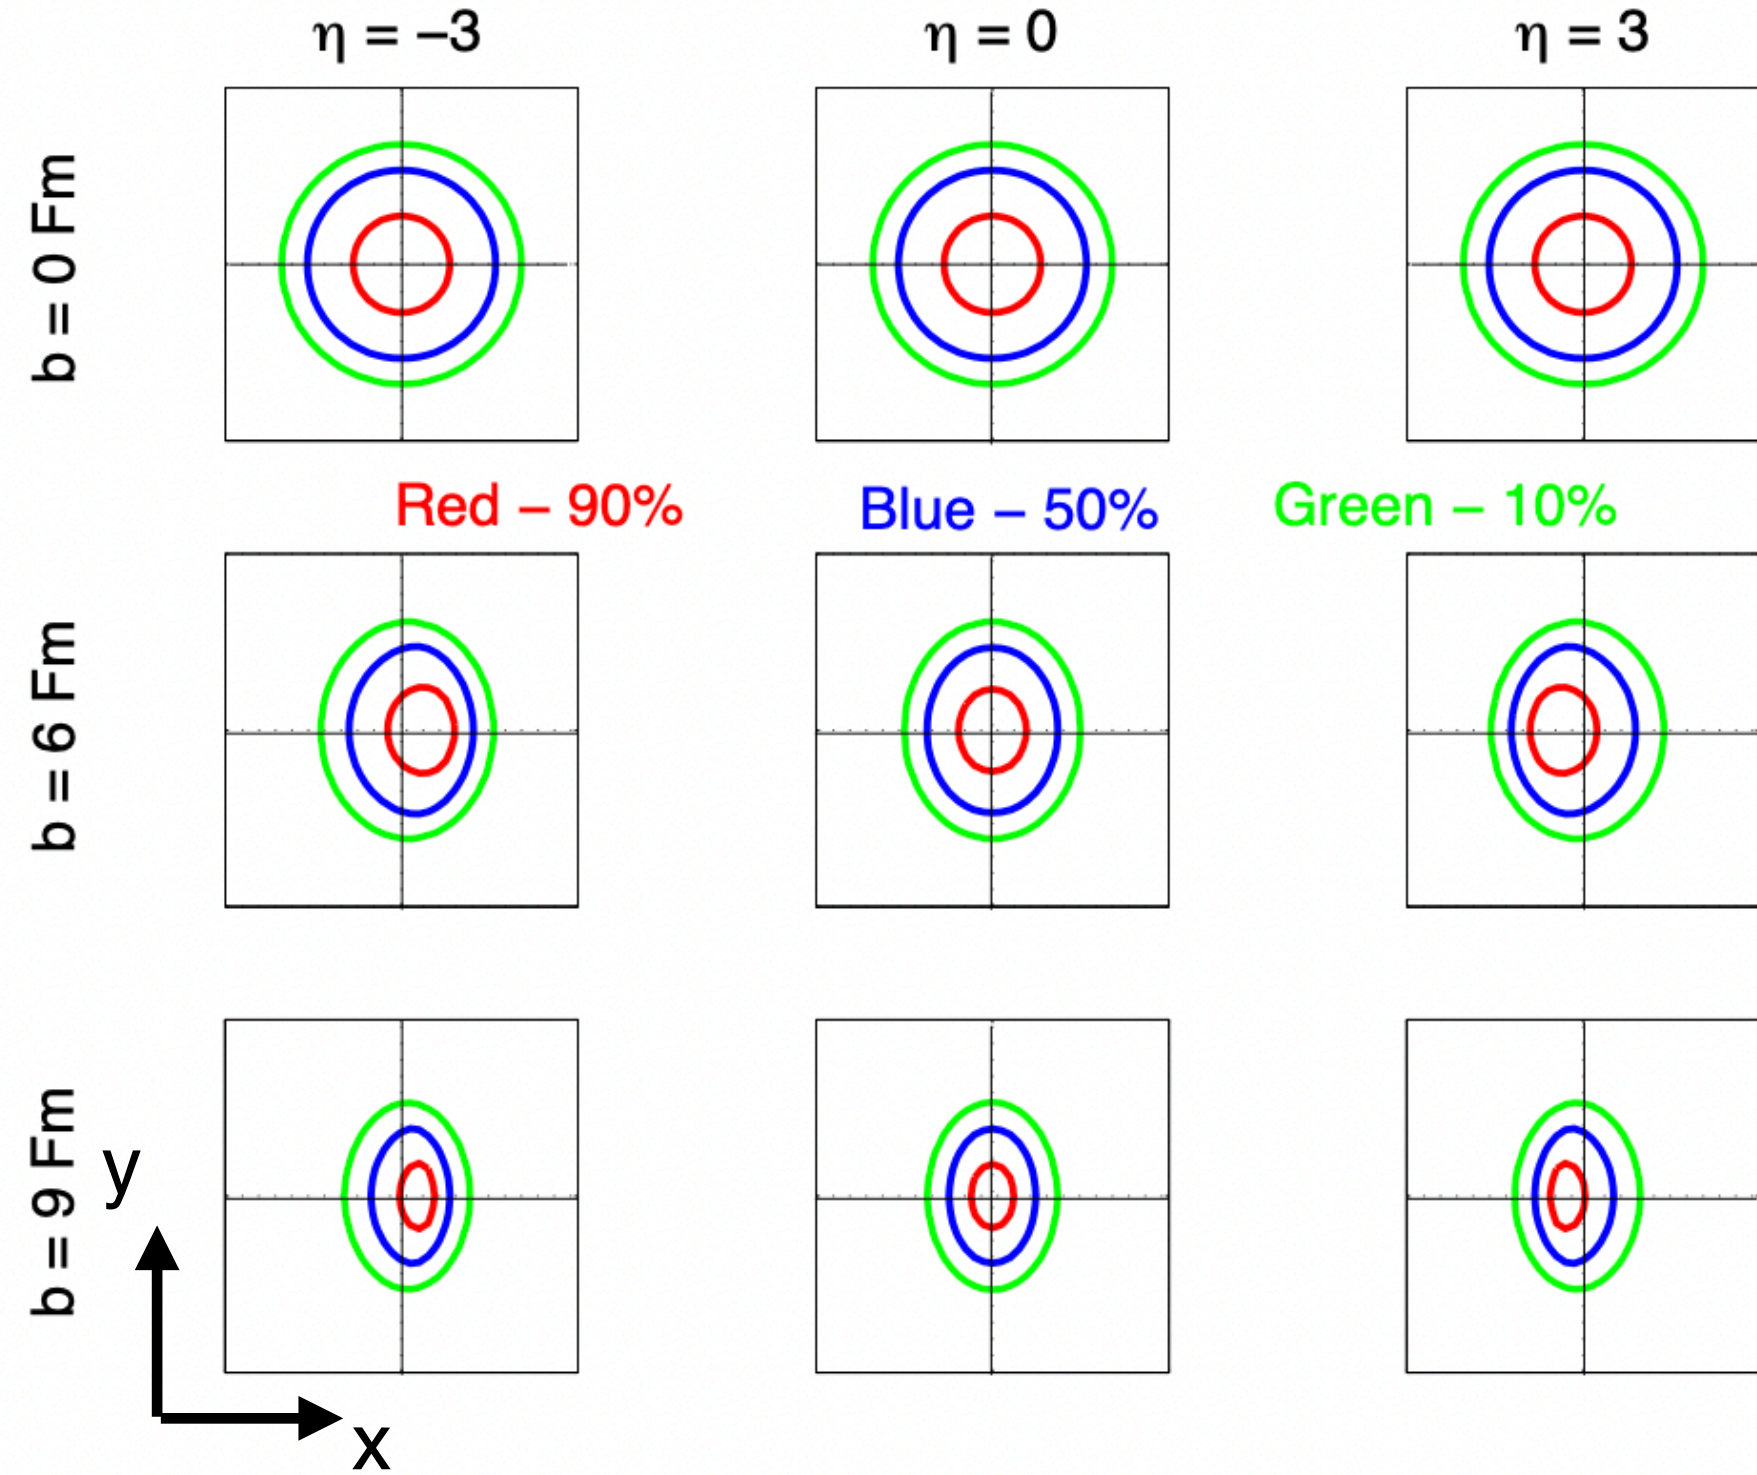 η = –3
η = 0
η = 3
b = 0 Fm
Red – 90%
Blue – 50%
Green – 10%
b = 6 Fm
b = 9 Fm
y
x